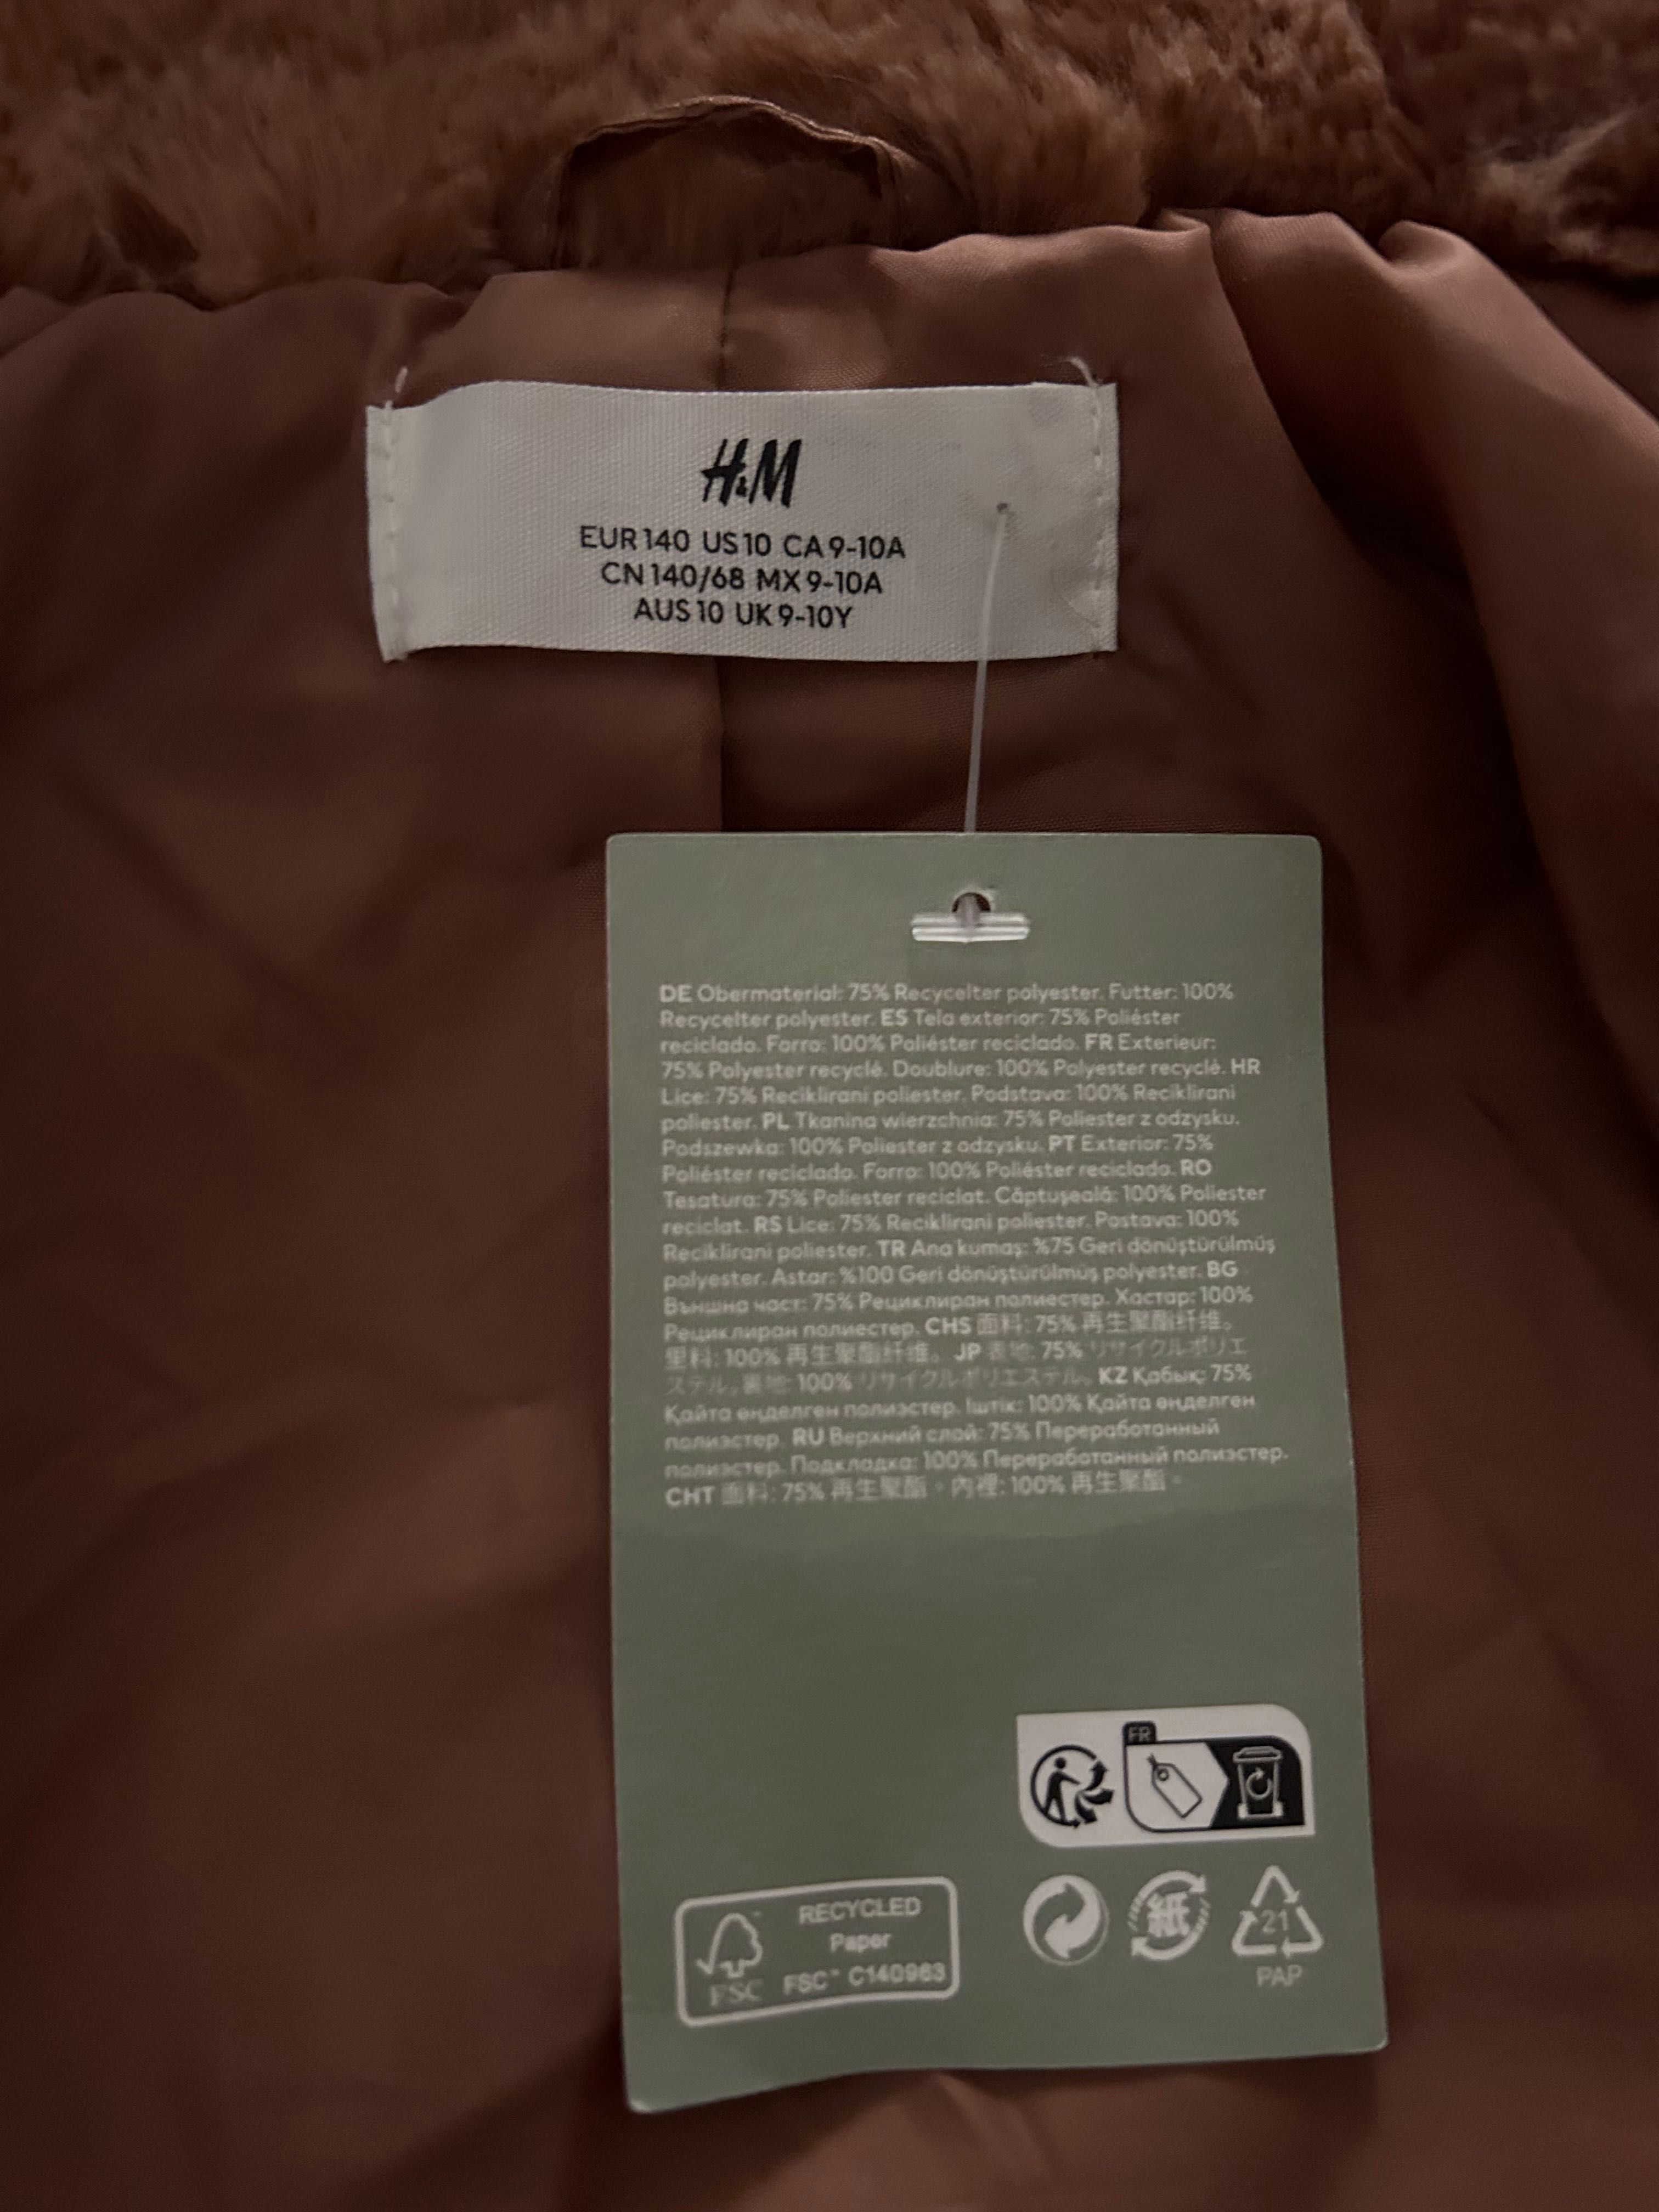 H&M
EUR 140 US 10 CA 9-10A
CN 140/68 MX 9-10A
AUS 10 UK 9-10Y
DE Obermaterial: 75% Recycelter polyester. Futter: 100%
Recycelter polyester. ES Tela exterior: 75% Poliéster
reciclado. Forro: 100% Poliéster reciclado. FR Exterieur:
75% Polyester recyclé. Doublure: 100% Polyester recyclé. HR
Lice: 75% Reciklirani poliester. Podstava: 100% Reciklirani
poliester. PL Tkanina wierzchnia: 75% Poliester z odzysku.
Podszewka: 100% Poliester z odzysku. PT Exterior: 75%
Poliéster reciclado. Forro: 100% Poliéster reciclado. RO
Tesatura: 75% Poliester reciclat. Căptuşeală: 100% Poliester
reciclat. RS Lice: 75% Reciklirani poliester. Postava: 100%
Reciklirani poliester. TR Ana kumaş: %75 Geri dönüştürülmüş
polyester. Astar: %100 Geri dönüştürülmüş polyester. BG
Външна част: 75% Рециклиран полиестер. Хастар: 100%
Рециклиран полиестер. CHS 面料: 75% 再生聚酯纤维。
里料: 100% 再生聚酯纤维。 JP 表地: 75% リサイクルポリエ
ステル。裏地: 100% リサイクルポリエステル。 KZ Қабык: 75%
Қайта өңделген полиэстер. Іштік: 100% Қайта өңделген
полиэстер. RU Верхний слой: 75% Переработанный
полиэстер. Подкладка: 100% Переработанный полиэстер.
CHT 面料: 75% 再生聚酯。內裡: 100% 再生聚酯。
FR
RECYCLED
Paper
FSC™ C140963
FSC
紙
21
PAP